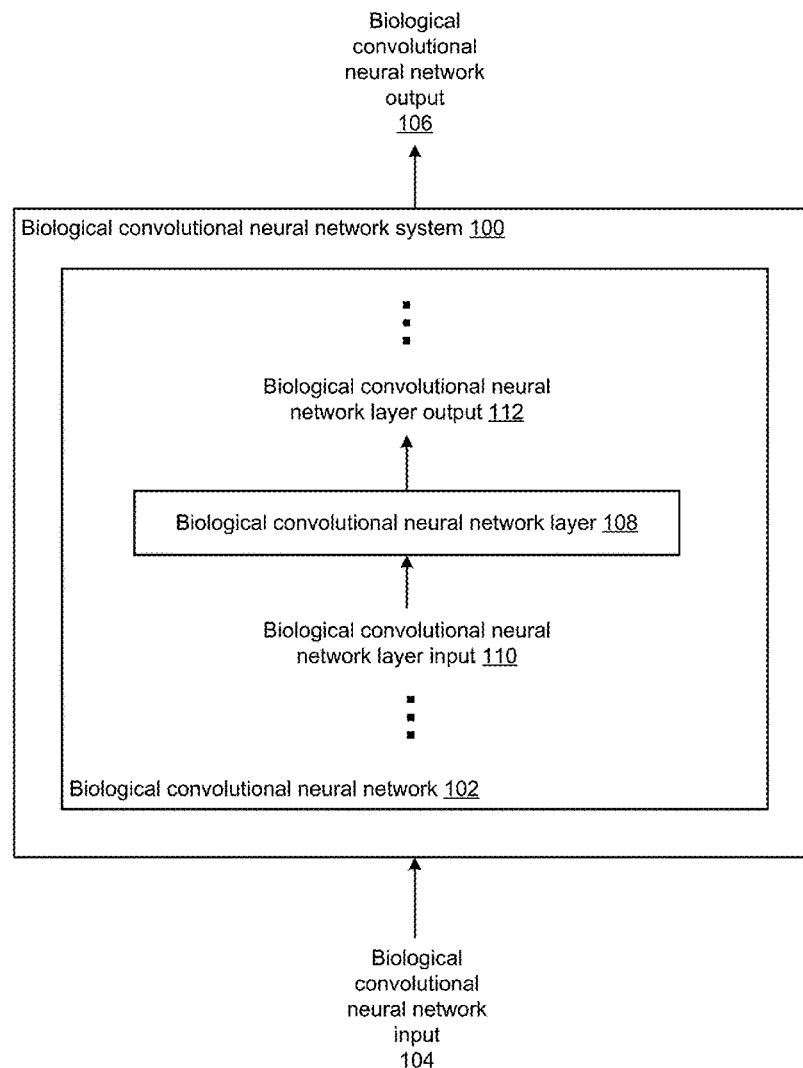 Biological
convolutional
neural network
output
106
Biological convolutional neural network system 100
Biological convolutional neural
network layer output 112
Biological convolutional neural network layer 108
Biological convolutional neural
network layer input 110
Biological convolutional neural network 102
Biological
convolutional
neural network
input
104